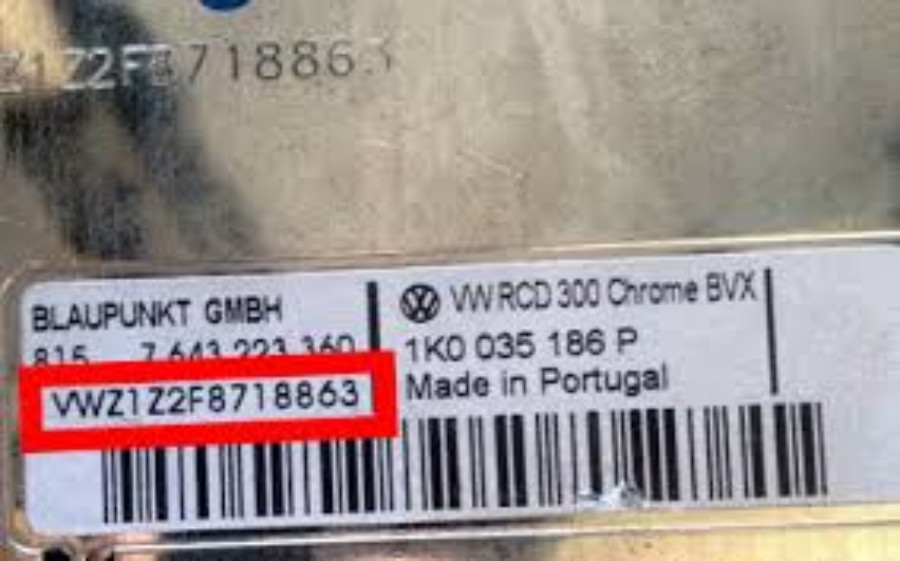 Z1Z2F8718863
BLAUPUNKT GMBH
815 7 643 223 360
VWZ1Z2F8718863
VW RCD 300 Chrome BVX
1K0 035 186 P
Made in Portugal